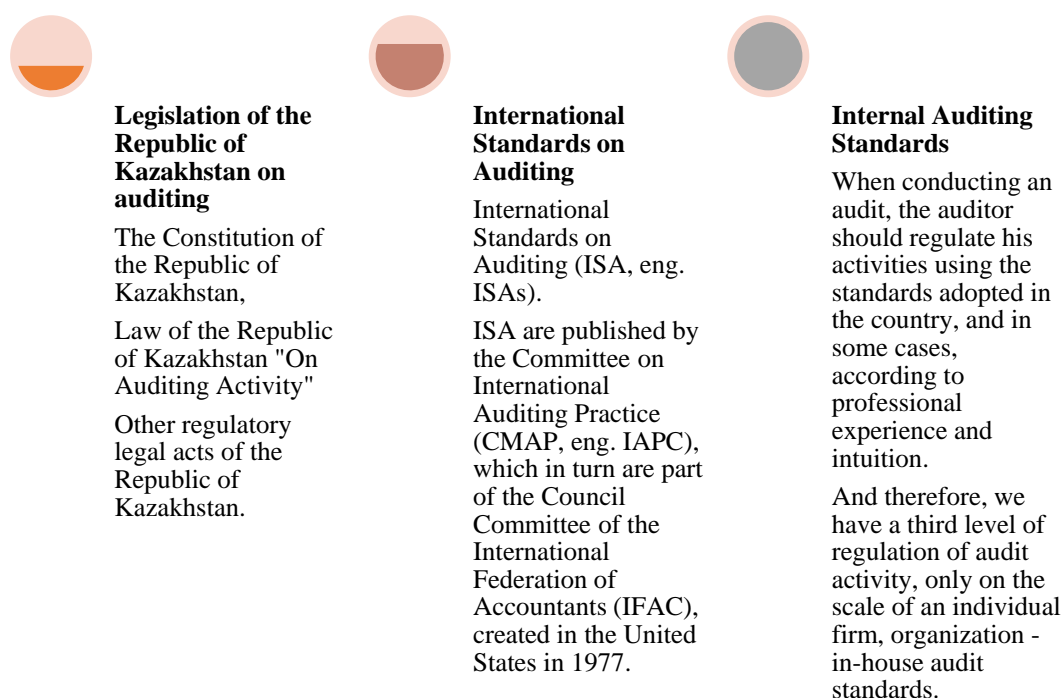 Legislation of the
Republic of
Kazakhstan on
auditing
The Constitution of
the Republic of
Kazakhstan,
Law of the Republic
of Kazakhstan "On
Auditing Activity"
Other regulatory
legal acts of the
Republic of
Kazakhstan.
International
Standards on
Auditing
International
Standards on
Auditing (ISA, eng.
ISAs).
ISA are published by
the Committee on
International
Auditing Practice
(CMAP, eng. IAPC),
which in turn are part
of the Council
Committee of the
International
Federation of
Accountants (IFAC),
created in the United
States in 1977.
Internal Auditing
Standards
When conducting an
audit, the auditor
should regulate his
activities using the
standards adopted in
the country, and in
some cases,
according to
professional
experience and
intuition.
And therefore, we
have a third level of
regulation of audit
activity, only on the
scale of an individual
firm, organization -
in-house audit
standards.